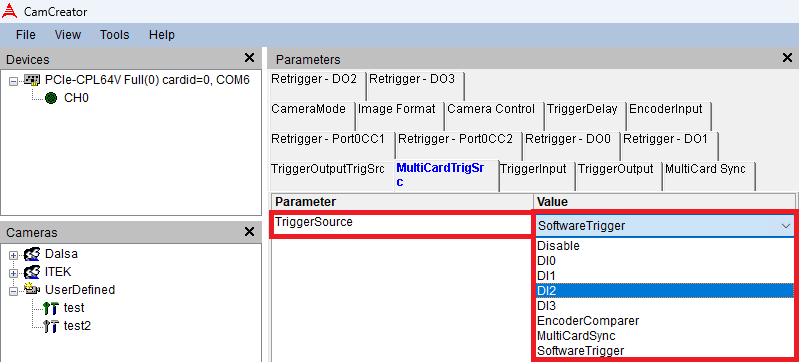 CamCreator
File View Tools Help
Devices
PCIe-CPL64V Full(0) cardid=0, COM6
CH0
Cameras
Dalsa
ITEK
UserDefined
test
test2
Parameters
Retrigger - DO2 Retrigger - DO3
CameraMode Image Format Camera Control TriggerDelay EncoderInput
Retrigger - Port0CC1 Retrigger - Port0CC2 Retrigger - DO0 Retrigger - DO1
TriggerOutputTrigSrc MultiCardTrigSr
c TriggerInput TriggerOutput MultiCard Sync
Parameter Value
TriggerSource SoftwareTrigger
Disable
DI0
DI1
DI2
DI3
EncoderComparer
MultiCardSync
SoftwareTrigger